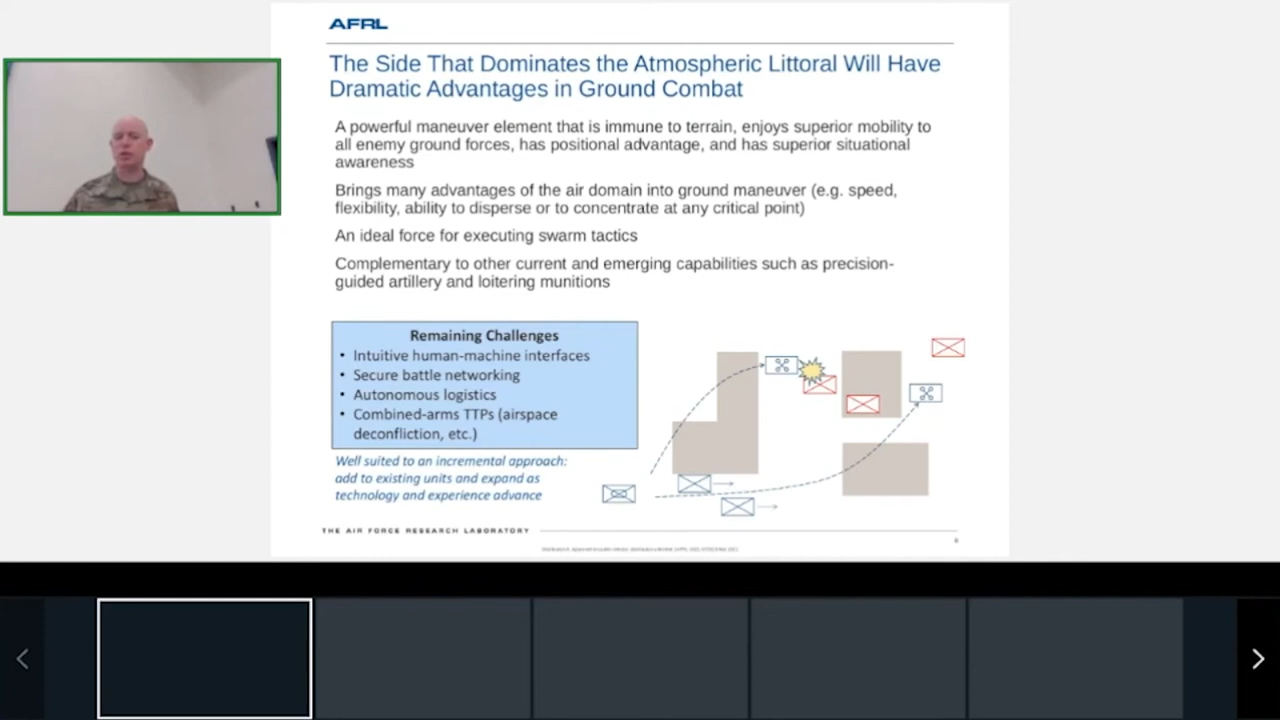 AFRL
The Side That Dominates the Atmospheric Littoral Will Have
Dramatic Advantages in Ground Combat
A powerful maneuver element that is immune to terrain, enjoys superior mobility to
all enemy ground forces, has positional advantage, and has superior situational
awareness
Brings many advantages of the air domain into ground maneuver (e.g. speed,
flexibility, ability to disperse or to concentrate at any critical point)
An ideal force for executing swarm tactics
Complementary to other current and emerging capabilities such as precision-
guided artillery and loitering munitions
Remaining Challenges
• Intuitive human-machine interfaces
• Secure battle networking
• Autonomous logistics
• Combined-arms TTPs (airspace
deconfliction, etc.)
Well suited to an incremental approach:
add to existing units and expand as
technology and experience advance
THE AIR FORCE RESEARCH LABORATORY